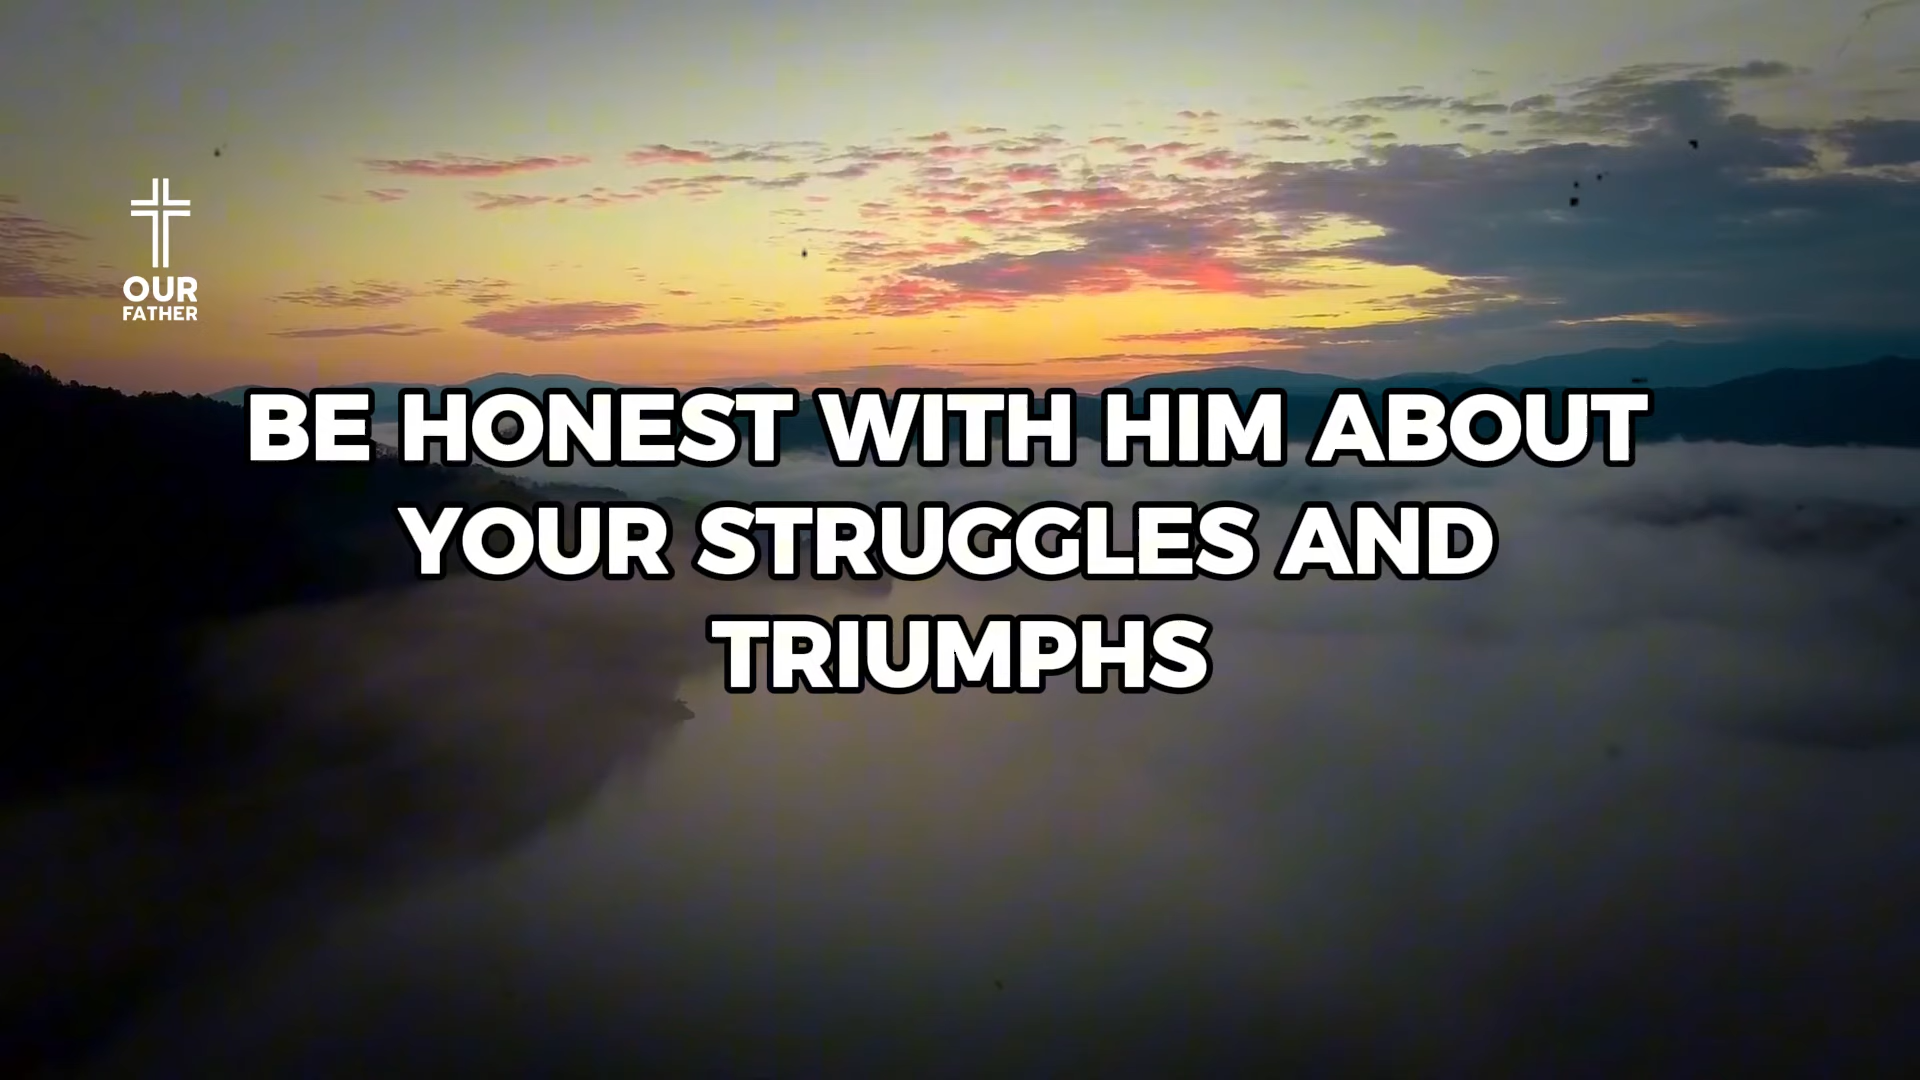 OUR
FATHER
BE HONEST WITH HIM ABOUT
YOUR STRUGGLES AND
TRIUMPHS